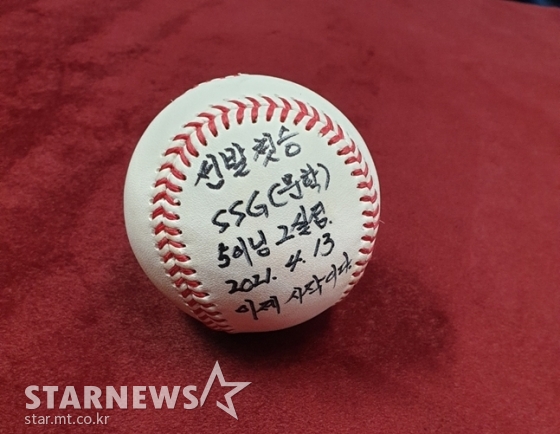 선발 첫승
SSG(문학)
5이닝 2실점.
2021. 4. 13
이제 시작이다
STARNEWS
star.mt.co.kr